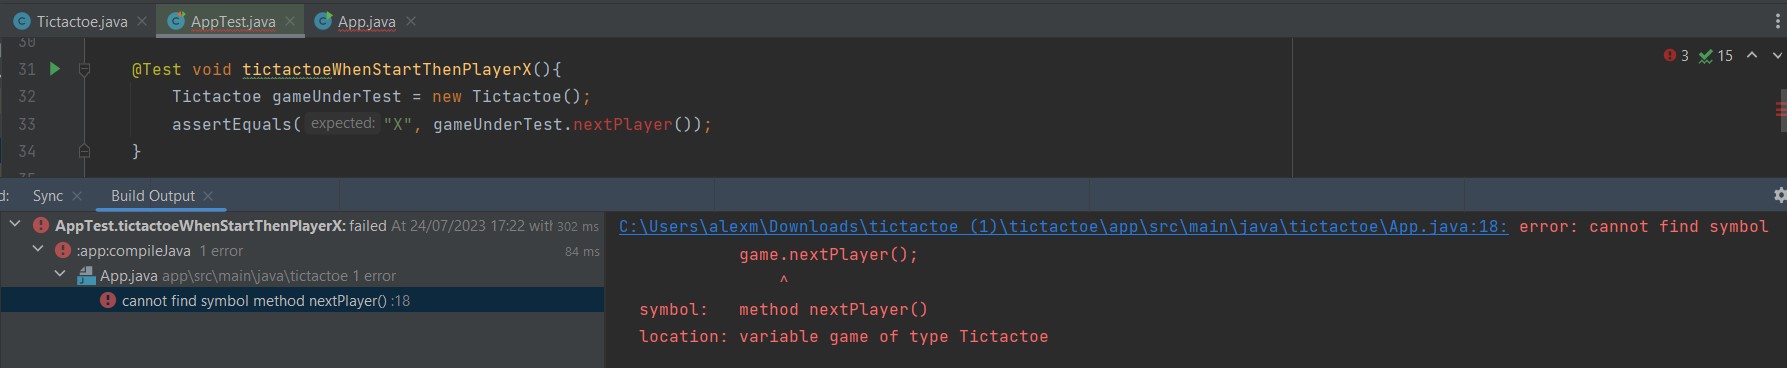 Tictactoe.java AppTest.java App.java
30
31 @Test void tictactoeWhenStartThenPlayerX(){
3 15
32 Tictactoe gameUnderTest = new Tictactoe();
33 assertEquals( expected: "X", gameUnderTest.nextPlayer());
34 }
d: Sync Build Output
AppTest.tictactoeWhenStartThenPlayerX: failed At 24/07/2023 17:22 with 302 ms
:app:compileJava 1 error 84 ms
App.java app\src\main\java\tictactoe 1 error
cannot find symbol method nextPlayer() :18
C:\Users\alexm\Downloads\tictactoe (1)\tictactoe\app\src\main\java\tictactoe\App.java:18: error: cannot find symbol
game.nextPlayer();
^
symbol: method nextPlayer()
location: variable game of type Tictactoe